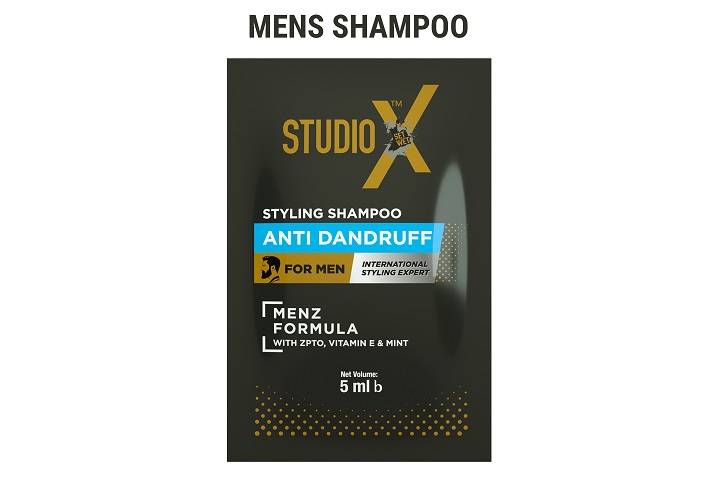 MENS SHAMPOO
STUDIO X™
SET
WET
STYLING SHAMPOO
ANTI DANDRUFF
FOR MEN
INTERNATIONAL
STYLING EXPERT
MENZ
FORMULA
WITH ZPTO, VITAMIN E & MINT
Net Volume:
5 ml b